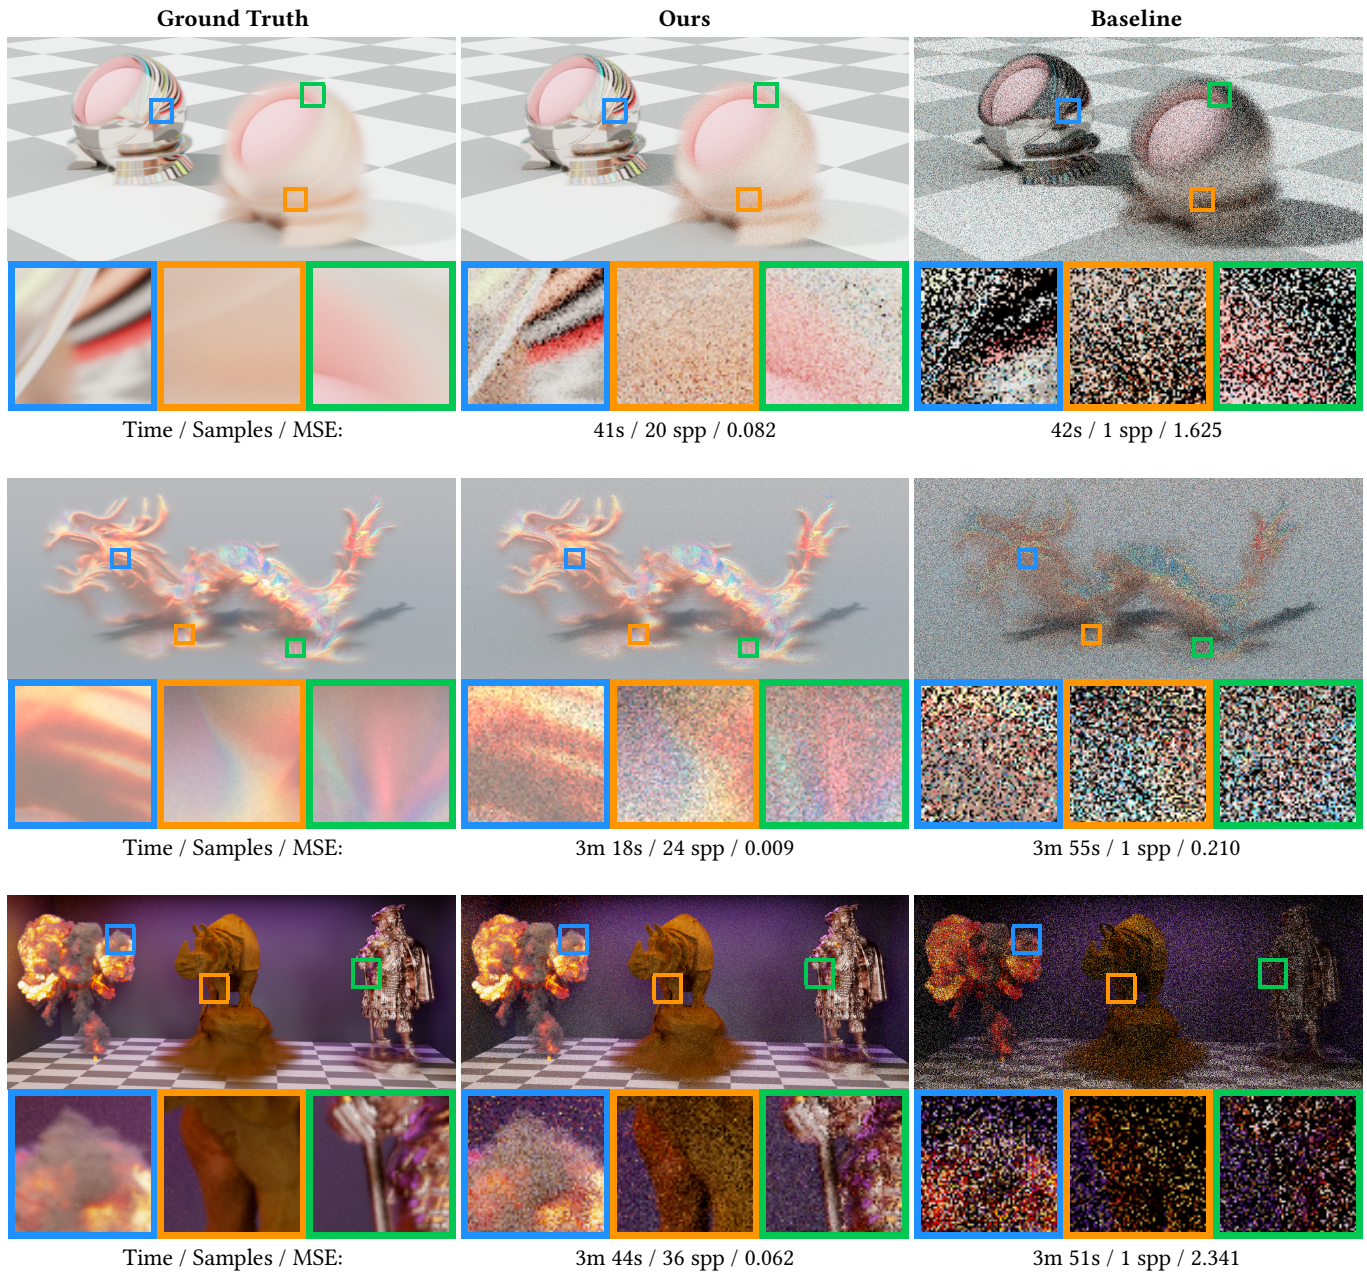 Ground Truth
Ours
Baseline
Time / Samples / MSE:
41s / 20 spp / 0.082
42s / 1 spp / 1.625
Time / Samples / MSE:
3m 18s / 24 spp / 0.009
3m 55s / 1 spp / 0.210
Time / Samples / MSE:
3m 44s / 36 spp / 0.062
3m 51s / 1 spp / 2.341